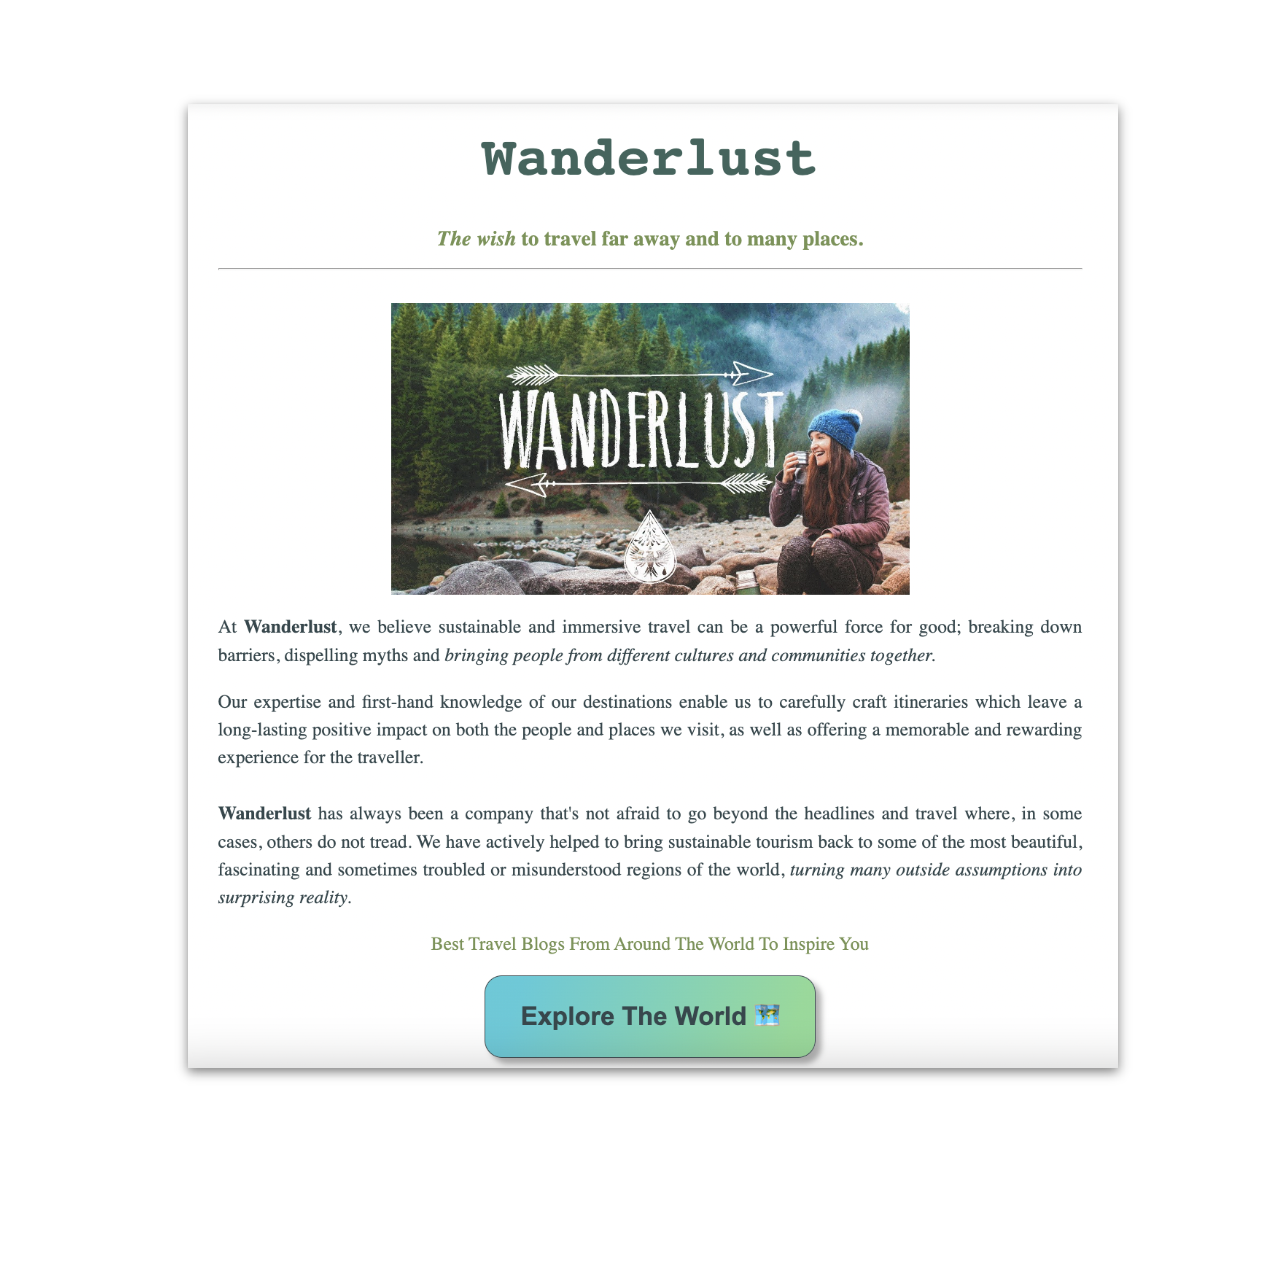 Wanderlust
The wish to travel far away and to many places.
WANDERLUST
At Wanderlust, we believe sustainable and immersive travel can be a powerful force for good; breaking down
barriers, dispelling myths and bringing people from different cultures and communities together.
Our expertise and first-hand knowledge of our destinations enable us to carefully craft itineraries which leave a
long-lasting positive impact on both the people and places we visit, as well as offering a memorable and rewarding
experience for the traveller.
Wanderlust has always been a company that's not afraid to go beyond the headlines and travel where, in some
cases, others do not tread. We have actively helped to bring sustainable tourism back to some of the most beautiful,
fascinating and sometimes troubled or misunderstood regions of the world, turning many outside assumptions into
surprising reality.
Best Travel Blogs From Around The World To Inspire You
Explore The World 🗺️